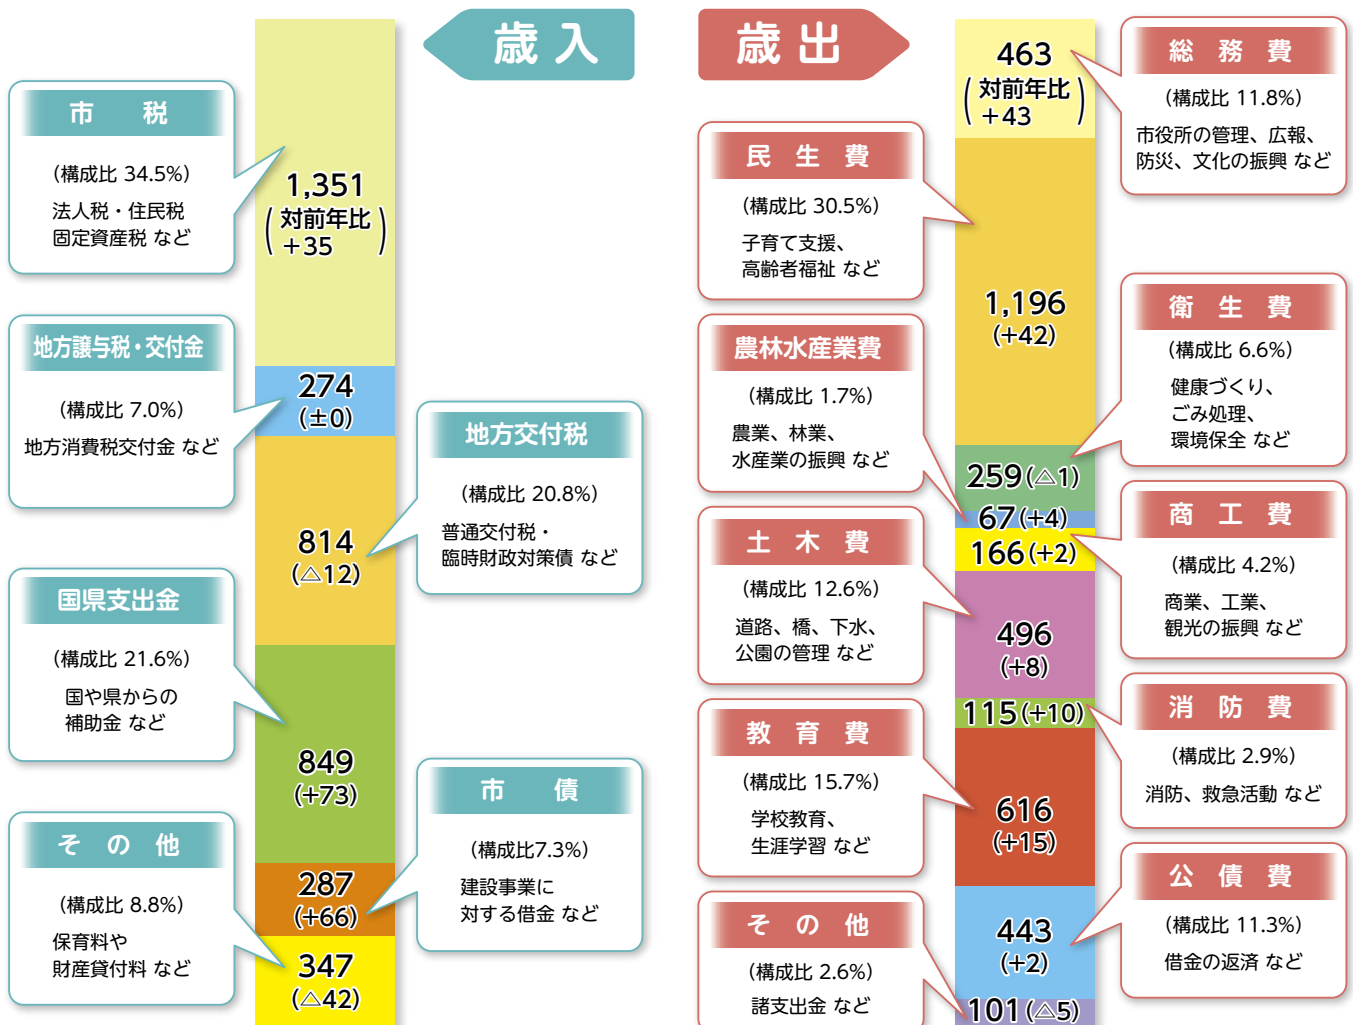 歳入
市税
(構成比 34.5%)
法人税・住民税
固定資産税 など
1,351
(対前年比
+35)
地方譲与税・交付金
(構成比 7.0%)
地方消費税交付金 など
274
(±0)
地方交付税
(構成比 20.8%)
普通交付税・
臨時財政対策債 など
814
(△12)
国県支出金
(構成比 21.6%)
国や県からの
補助金 など
849
(+73)
市債
(構成比7.3%)
建設事業に
対する借金 など
287
(+66)
その他
(構成比 8.8%)
保育料や
財産貸付料 など
347
(△42)
歳出
463
(対前年比
+43)
総務費
(構成比 11.8%)
市役所の管理、広報、
防災、文化の振興 など
民生費
(構成比 30.5%)
子育て支援、
高齢者福祉 など
1,196
(+42)
衛生費
(構成比 6.6%)
健康づくり、
ごみ処理、
環境保全 など
259(△1)
農林水産業費
(構成比 1.7%)
農業、林業、
水産業の振興 など
67(+4)
商工費
(構成比 4.2%)
商業、工業、
観光の振興 など
166(+2)
土木費
(構成比 12.6%)
道路、橋、下水、
公園の管理 など
496
(+8)
消防費
(構成比 2.9%)
消防、救急活動 など
115(+10)
教育費
(構成比 15.7%)
学校教育、
生涯学習 など
616
(+15)
公債費
(構成比 11.3%)
借金の返済 など
443
(+2)
その他
(構成比 2.6%)
諸支出金 など
101(△5)